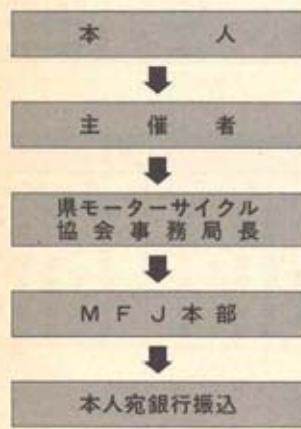 本人
主催者
県モーターサイクル
協会事務局長
MFJ本部
本人宛銀行振込